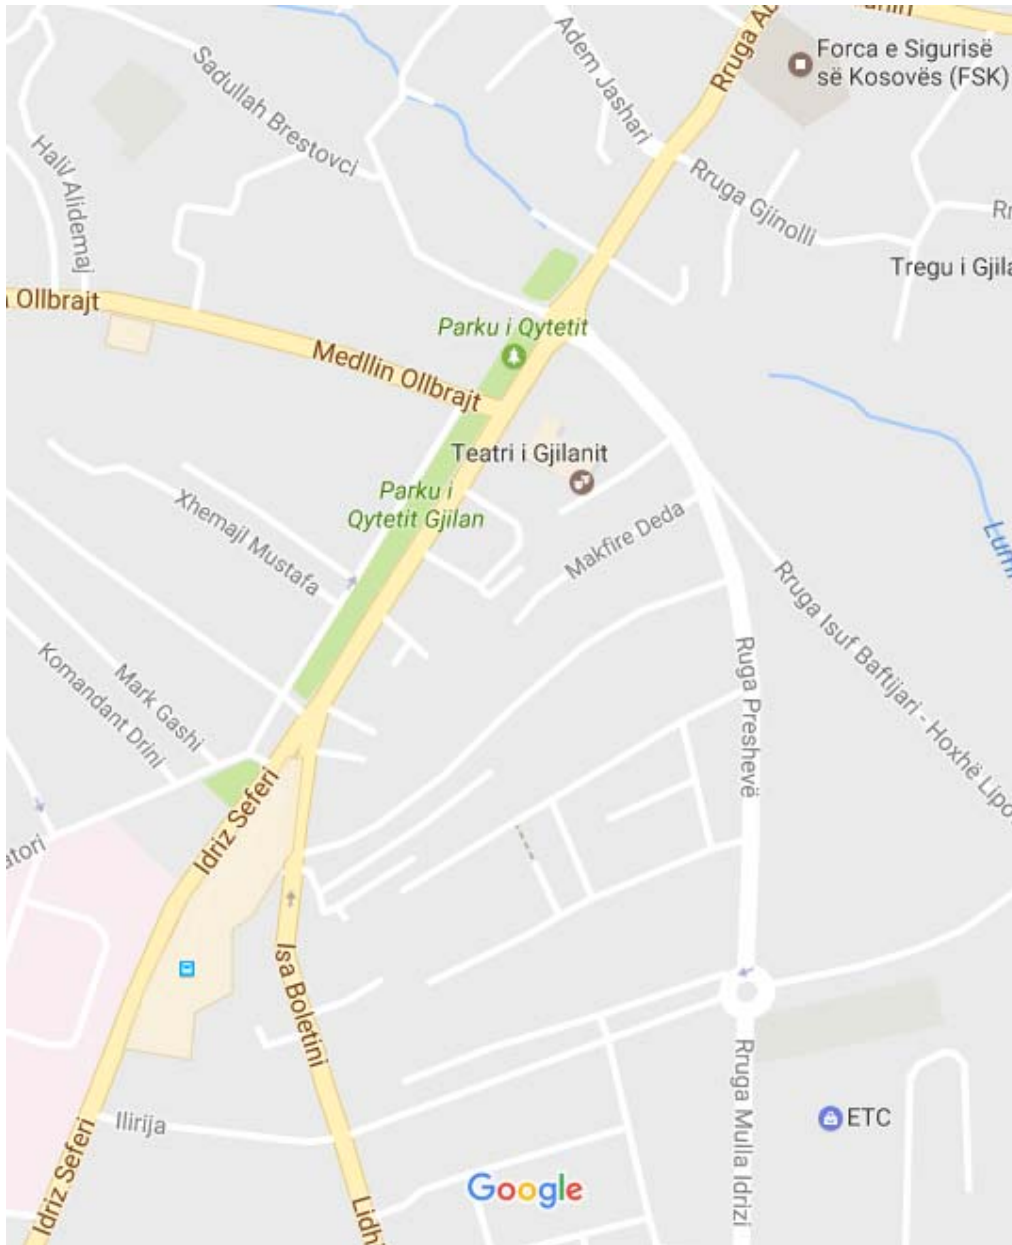 Forca e Sigurisë
së Kosovës (FSK)
Adem Jashari
Sadullah Brestovci
Halil Alidemaj
Rruga Gjinolli
Tregu i Gjila
Ollbrajt
Parku i Qytetit
Medllin Ollbrajt
Teatri i Gjilanit
Parku i
Qytetit Gjilan
Xhemajl Mustafa
Makfire Deda
Rruga Isuf Baftijari - Hoxhë Lipo
Ruga Preshevë
Mark Gashi
Komandant Drini
Idriz Seferi
atori
Isa Boletini
Rruga Mulla Idrizi
ETC
Ilirija
Google
Idriz Seferi
Lidh